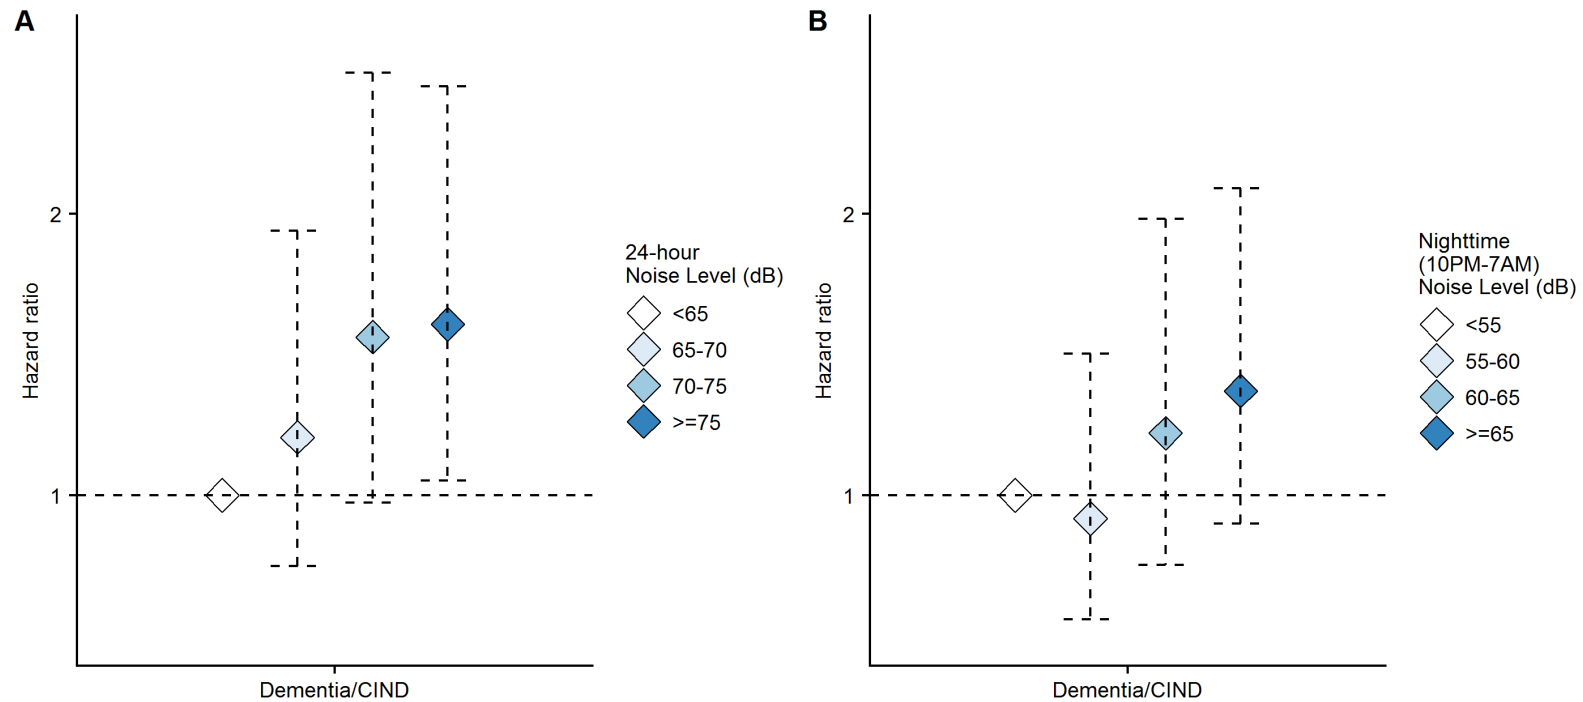 A
Hazard ratio
2
1
Dementia/CIND
24-hour
Noise Level (dB)
<65
65-70
70-75
>=75
B
Hazard ratio
2
1
Dementia/CIND
Nighttime
(10PM-7AM)
Noise Level (dB)
<55
55-60
60-65
>=65